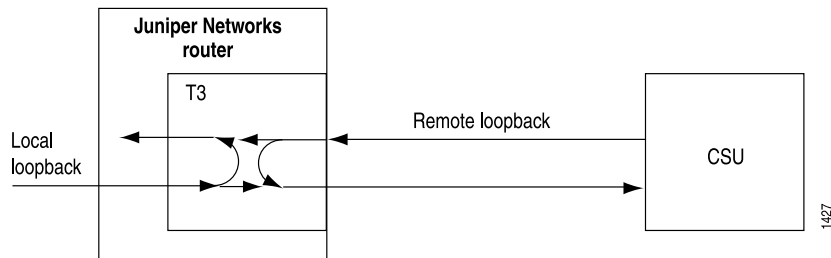 Juniper Networks
router
T3
Remote loopback
Local
loopback
CSU
1427